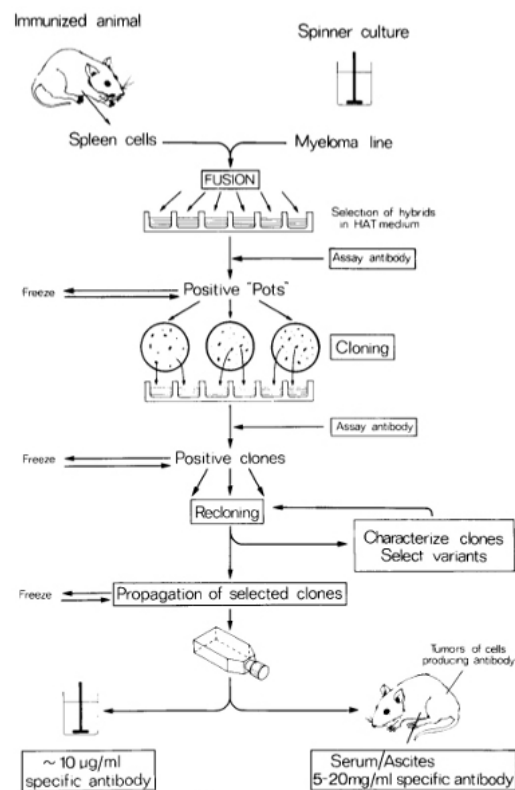 Immunized animal
Spinner culture
Spleen cells
Myeloma line
FUSION
Selection of hybrids
in HAT medium
Assay antibody
Freeze
Positive "Pots"
Cloning
Assay antibody
Freeze
Positive clones
Recloning
Characterize clones
Select variants
Freeze
Propagation of selected clones
Tumors of cells
producing antibody
~ 10 µg/ml
specific antibody
Serum/Ascites
5-20mg/ml specific antibody